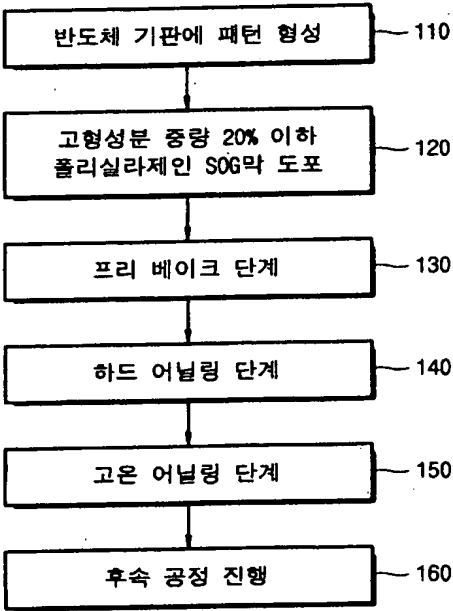 반도체 기판에 패턴 형성
110
고형성분 중량 20% 이하
폴리실라제인 SOG막 도포
120
프리 베이크 단계
130
하드 어닐링 단계
140
고온 어닐링 단계
150
후속 공정 진행
160